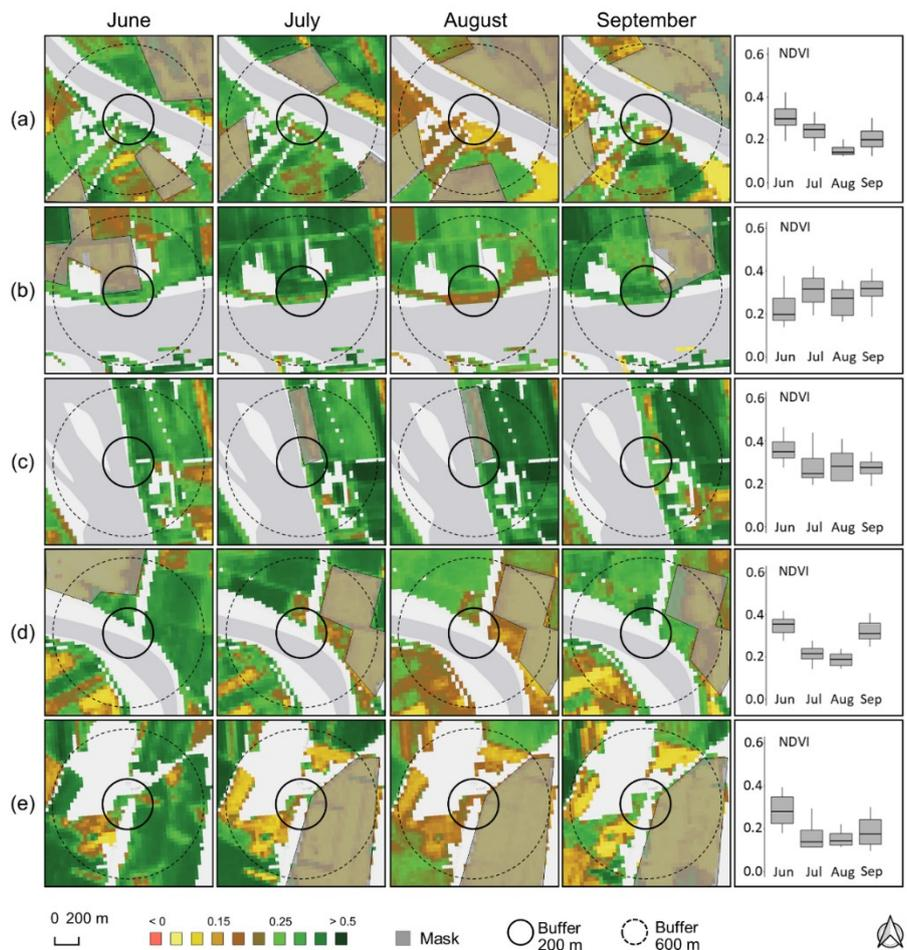 June July August September
(a)
NDVI
0.6
0.4
0.2
0.0
Jun Jul Aug Sep
(b)
NDVI
0.6
0.4
0.2
0.0
Jun Jul Aug Sep
(c)
NDVI
0.6
0.4
0.2
0.0
Jun Jul Aug Sep
(d)
NDVI
0.6
0.4
0.2
0.0
Jun Jul Aug Sep
(e)
NDVI
0.6
0.4
0.2
0.0
Jun Jul Aug Sep
0 200 m
< 0 0.15 0.25 > 0.5
Mask
Buffer
200 m
Buffer
600 m